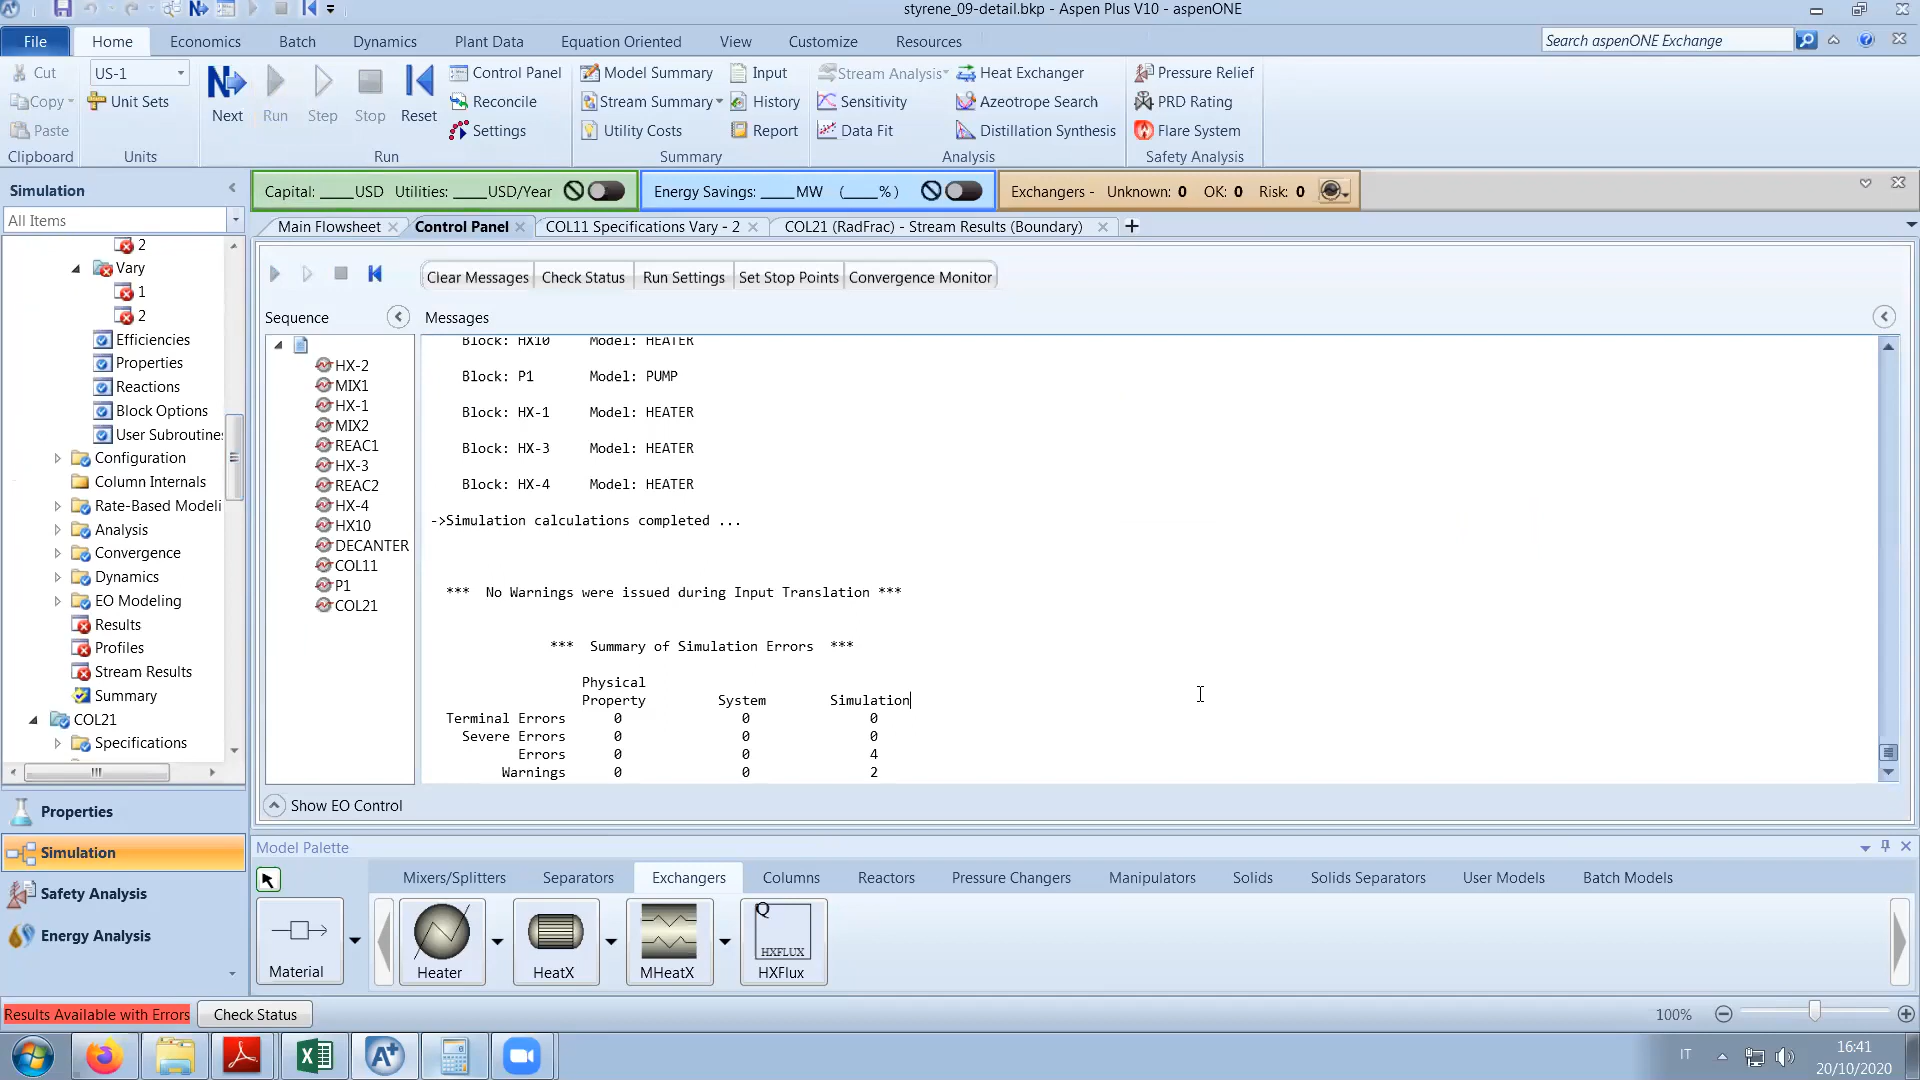 styrene_09-detail.bkp - Aspen Plus V10 - aspenONE
File Home Economics Batch Dynamics Plant Data Equation Oriented View Customize Resources Search aspenONE Exchange
Cut US-1 Control Panel Model Summary Input Stream Analysis Heat Exchanger Pressure Relief
Copy Unit Sets Reconcile Stream Summary History Sensitivity Azeotrope Search PRD Rating
Paste Next Run Step Stop Reset Settings Utility Costs Report Data Fit Distillation Synthesis Flare System
Clipboard Units Run Summary Analysis Safety Analysis
Simulation
Capital: ____USD Utilities: ____USD/Year Energy Savings: ____MW (____%) Exchangers - Unknown: 0 OK: 0 Risk: 0
All Items
Main Flowsheet Control Panel COL11 Specifications Vary - 2 COL21 (RadFrac) - Stream Results (Boundary)
2
Vary
1
2
Efficiencies
Properties
Reactions
Block Options
User Subroutine
Configuration
Column Internals
Rate-Based Modeli
Analysis
Convergence
Dynamics
EO Modeling
Results
Profiles
Stream Results
Summary
COL21
Specifications
Clear Messages Check Status Run Settings Set Stop Points Convergence Monitor
Sequence Messages
HX-2
MIX1
HX-1
MIX2
REAC1
HX-3
REAC2
HX-4
HX10
DECANTER
COL11
P1
COL21
Block: HX10 Model: HEATER
Block: P1 Model: PUMP
Block: HX-1 Model: HEATER
Block: HX-3 Model: HEATER
Block: HX-4 Model: HEATER
->Simulation calculations completed ...
*** No Warnings were issued during Input Translation ***
*** Summary of Simulation Errors ***
Physical
Property System Simulation
Terminal Errors 0 0 0
Severe Errors 0 0 0
Errors 0 0 4
Warnings 0 0 2
Show EO Control
Properties
Simulation
Safety Analysis
Energy Analysis
Model Palette
Mixers/Splitters Separators Exchangers Columns Reactors Pressure Changers Manipulators Solids Solids Separators User Models Batch Models
Q
HXFLUX
Material Heater HeatX MHeatX HXFlux
Results Available with Errors Check Status 100%
IT 16:41
20/10/2020